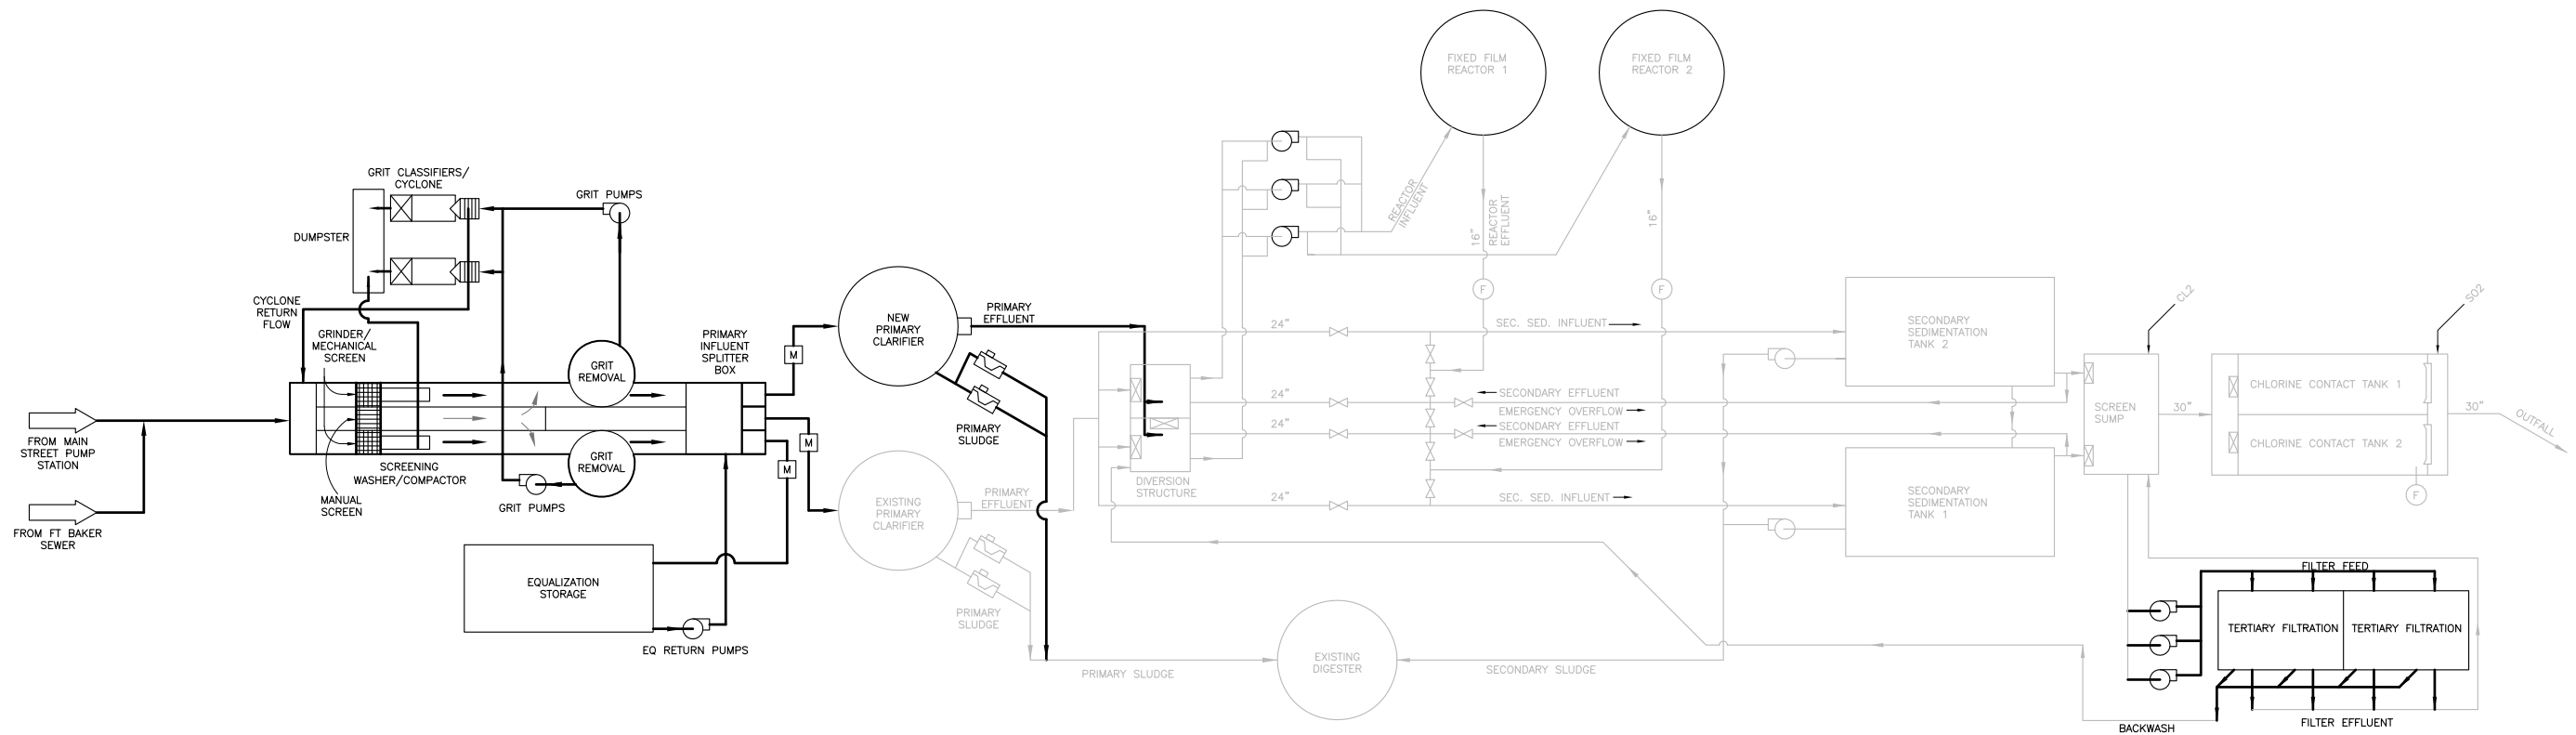 FIXED FILM
REACTOR 1
FIXED FILM
REACTOR 2
GRIT CLASSIFIERS/
CYCLONE
GRIT PUMPS
DUMPSTER
REACTOR
INFLUENT
16"
REACTOR
EFFLUENT
16"
F
F
CYCLONE
RETURN
FLOW
GRINDER/
MECHANICAL
SCREEN
GRIT
REMOVAL
PRIMARY
INFLUENT
SPLITTER
BOX
M
NEW
PRIMARY
CLARIFIER
PRIMARY
EFFLUENT
24"
SEC. SED. INFLUENT
SECONDARY
SEDIMENTATION
TANK 2
CL2
SO2
24"
SECONDARY EFFLUENT
EMERGENCY OVERFLOW
24"
SECONDARY EFFLUENT
EMERGENCY OVERFLOW
SCREEN
SUMP
30"
CHLORINE CONTACT TANK 1
CHLORINE CONTACT TANK 2
30"
OUTFALL
F
FROM MAIN
STREET PUMP
STATION
FROM FT BAKER
SEWER
MANUAL
SCREEN
SCREENING
WASHER/COMPACTOR
GRIT
REMOVAL
GRIT PUMPS
M
M
PRIMARY
SLUDGE
EXISTING
PRIMARY
CLARIFIER
PRIMARY
EFFLUENT
DIVERSION
STRUCTURE
24"
SEC. SED. INFLUENT
SECONDARY
SEDIMENTATION
TANK 1
EQUALIZATION
STORAGE
EQ RETURN PUMPS
PRIMARY
SLUDGE
PRIMARY SLUDGE
EXISTING
DIGESTER
SECONDARY SLUDGE
FILTER FEED
TERTIARY FILTRATION
TERTIARY FILTRATION
BACKWASH
FILTER EFFLUENT